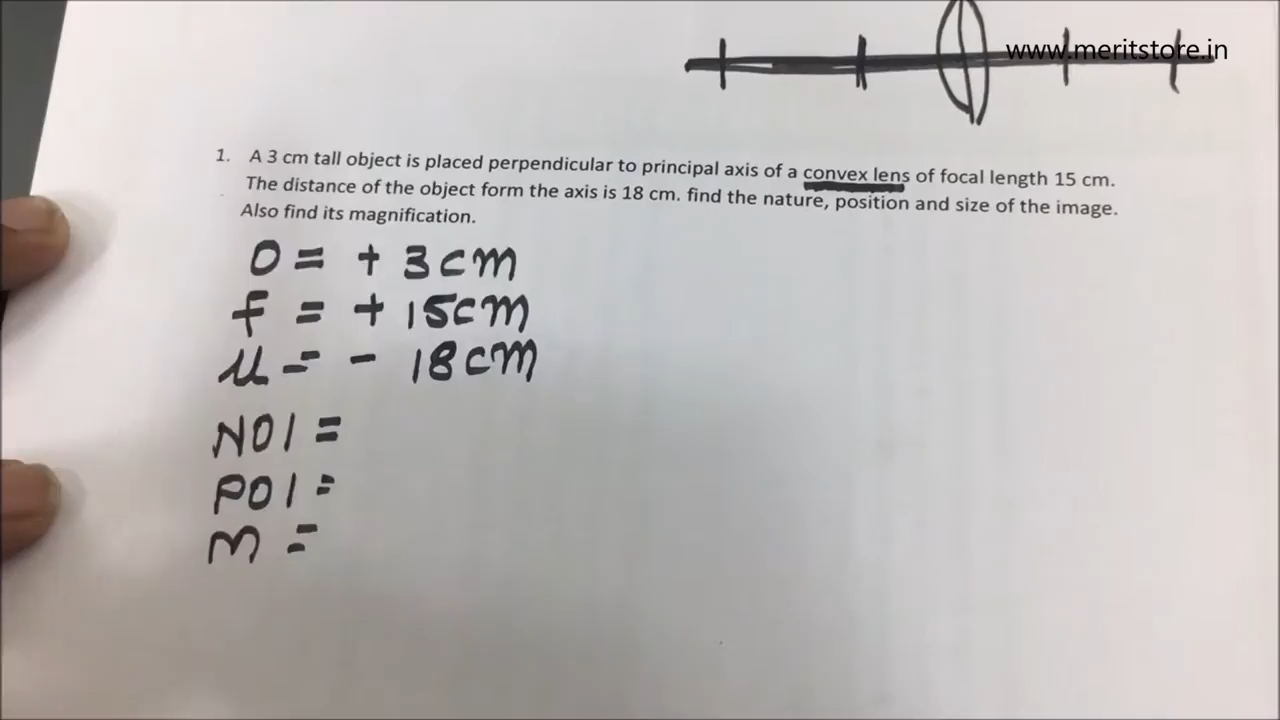 www.meritstore.in
1. A 3 cm tall object is placed perpendicular to principal axis of a convex lens of focal length 15 cm.
The distance of the object form the axis is 18 cm. find the nature, position and size of the image.
Also find its magnification.
O = + 3cm
f = + 15cm
u = - 18cm
NOI =
POI =
m =